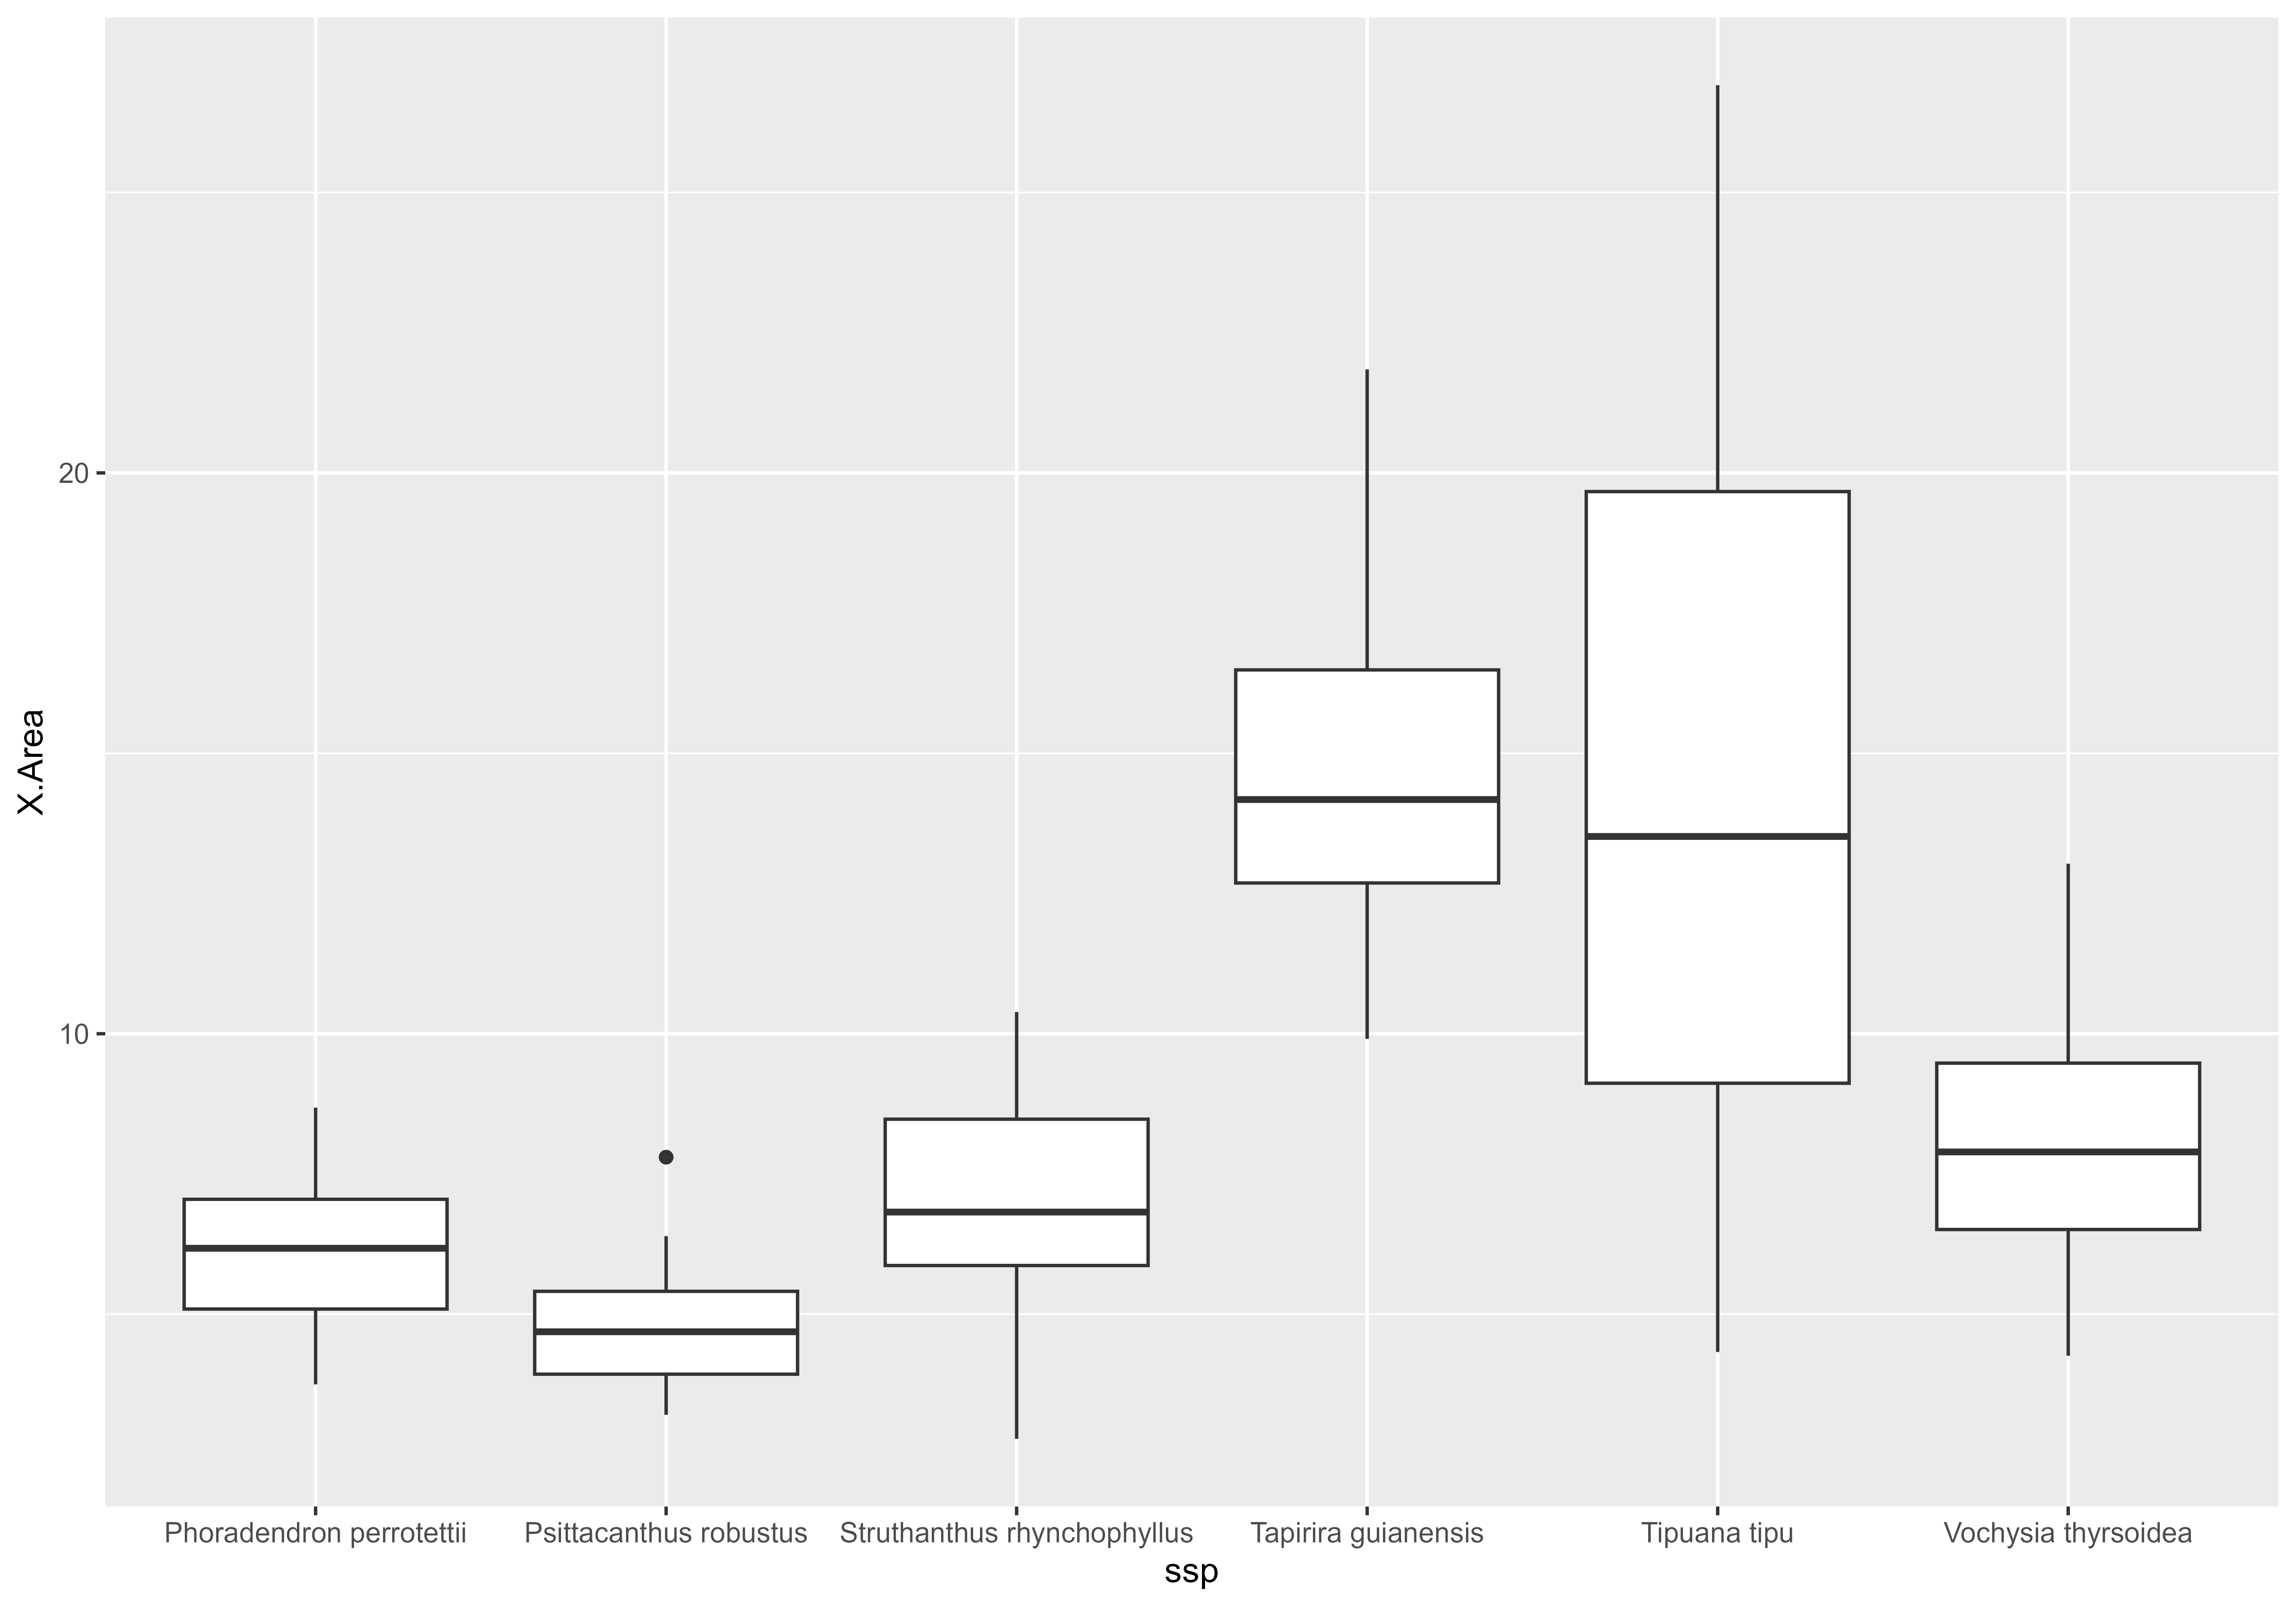 X.Area
20
10
Phoradendron perrotettii
Psittacanthus robustus
Struthanthus rhynchophyllus
Tapirira guianensis
Tipuana tipu
Vochysia thyrsoidea
ssp